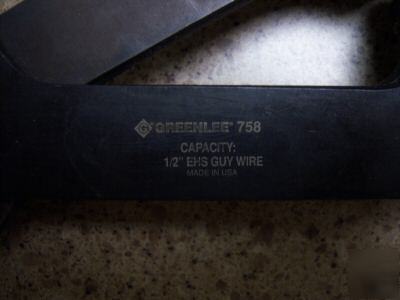 GREENLEE® 758
CAPACITY:
1/2" EHS GUY WIRE
MADE IN USA